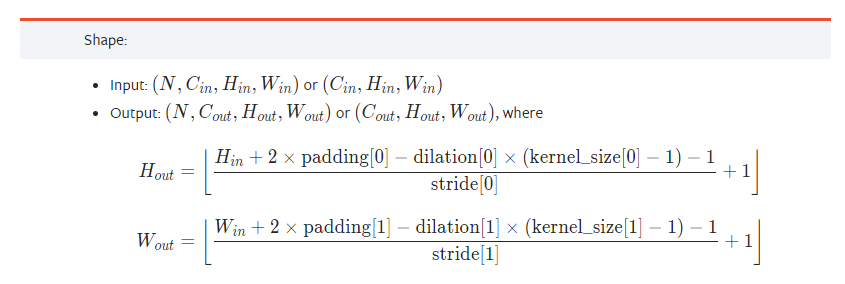 Shape:
• Input: (N, C_in, H_in, W_in) or (C_in, H_in, W_in)
• Output: (N, C_out, H_out, W_out) or (C_out, H_out, W_out), where
H_out = ⌊(H_in + 2 × padding[0] − dilation[0] × (kernel_size[0] − 1) − 1) / stride[0] + 1⌋
W_out = ⌊(W_in + 2 × padding[1] − dilation[1] × (kernel_size[1] − 1) − 1) / stride[1] + 1⌋